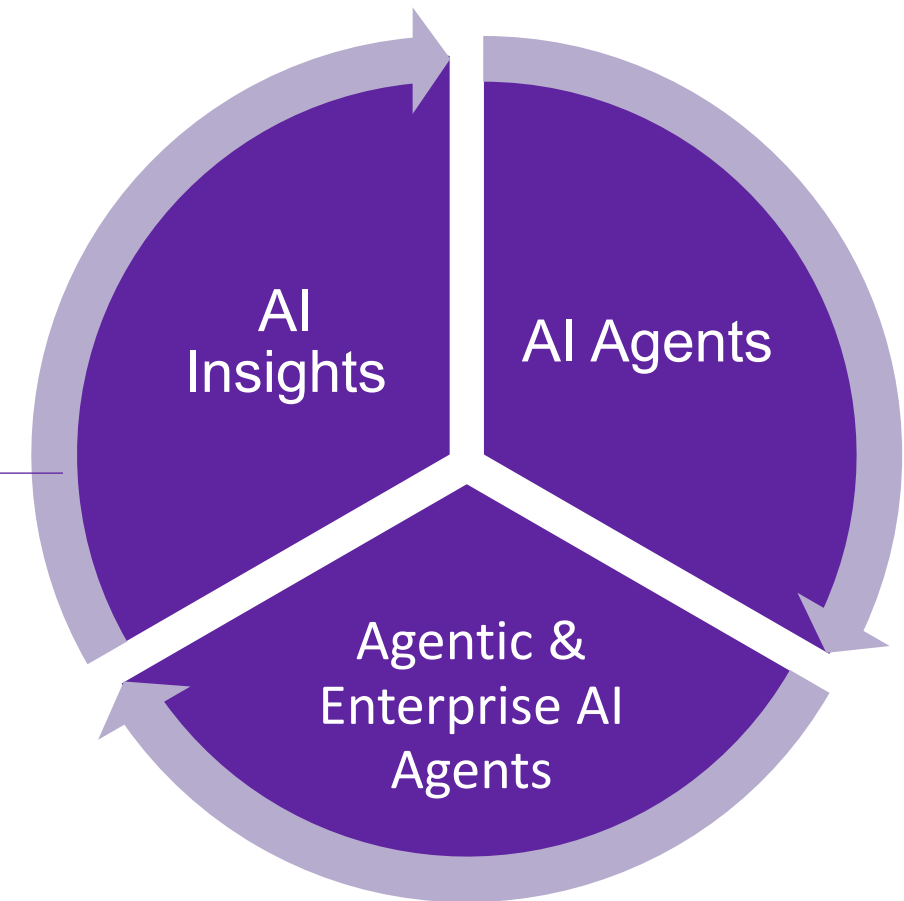 AI
Insights
AI Agents
Agentic &
Enterprise AI
Agents